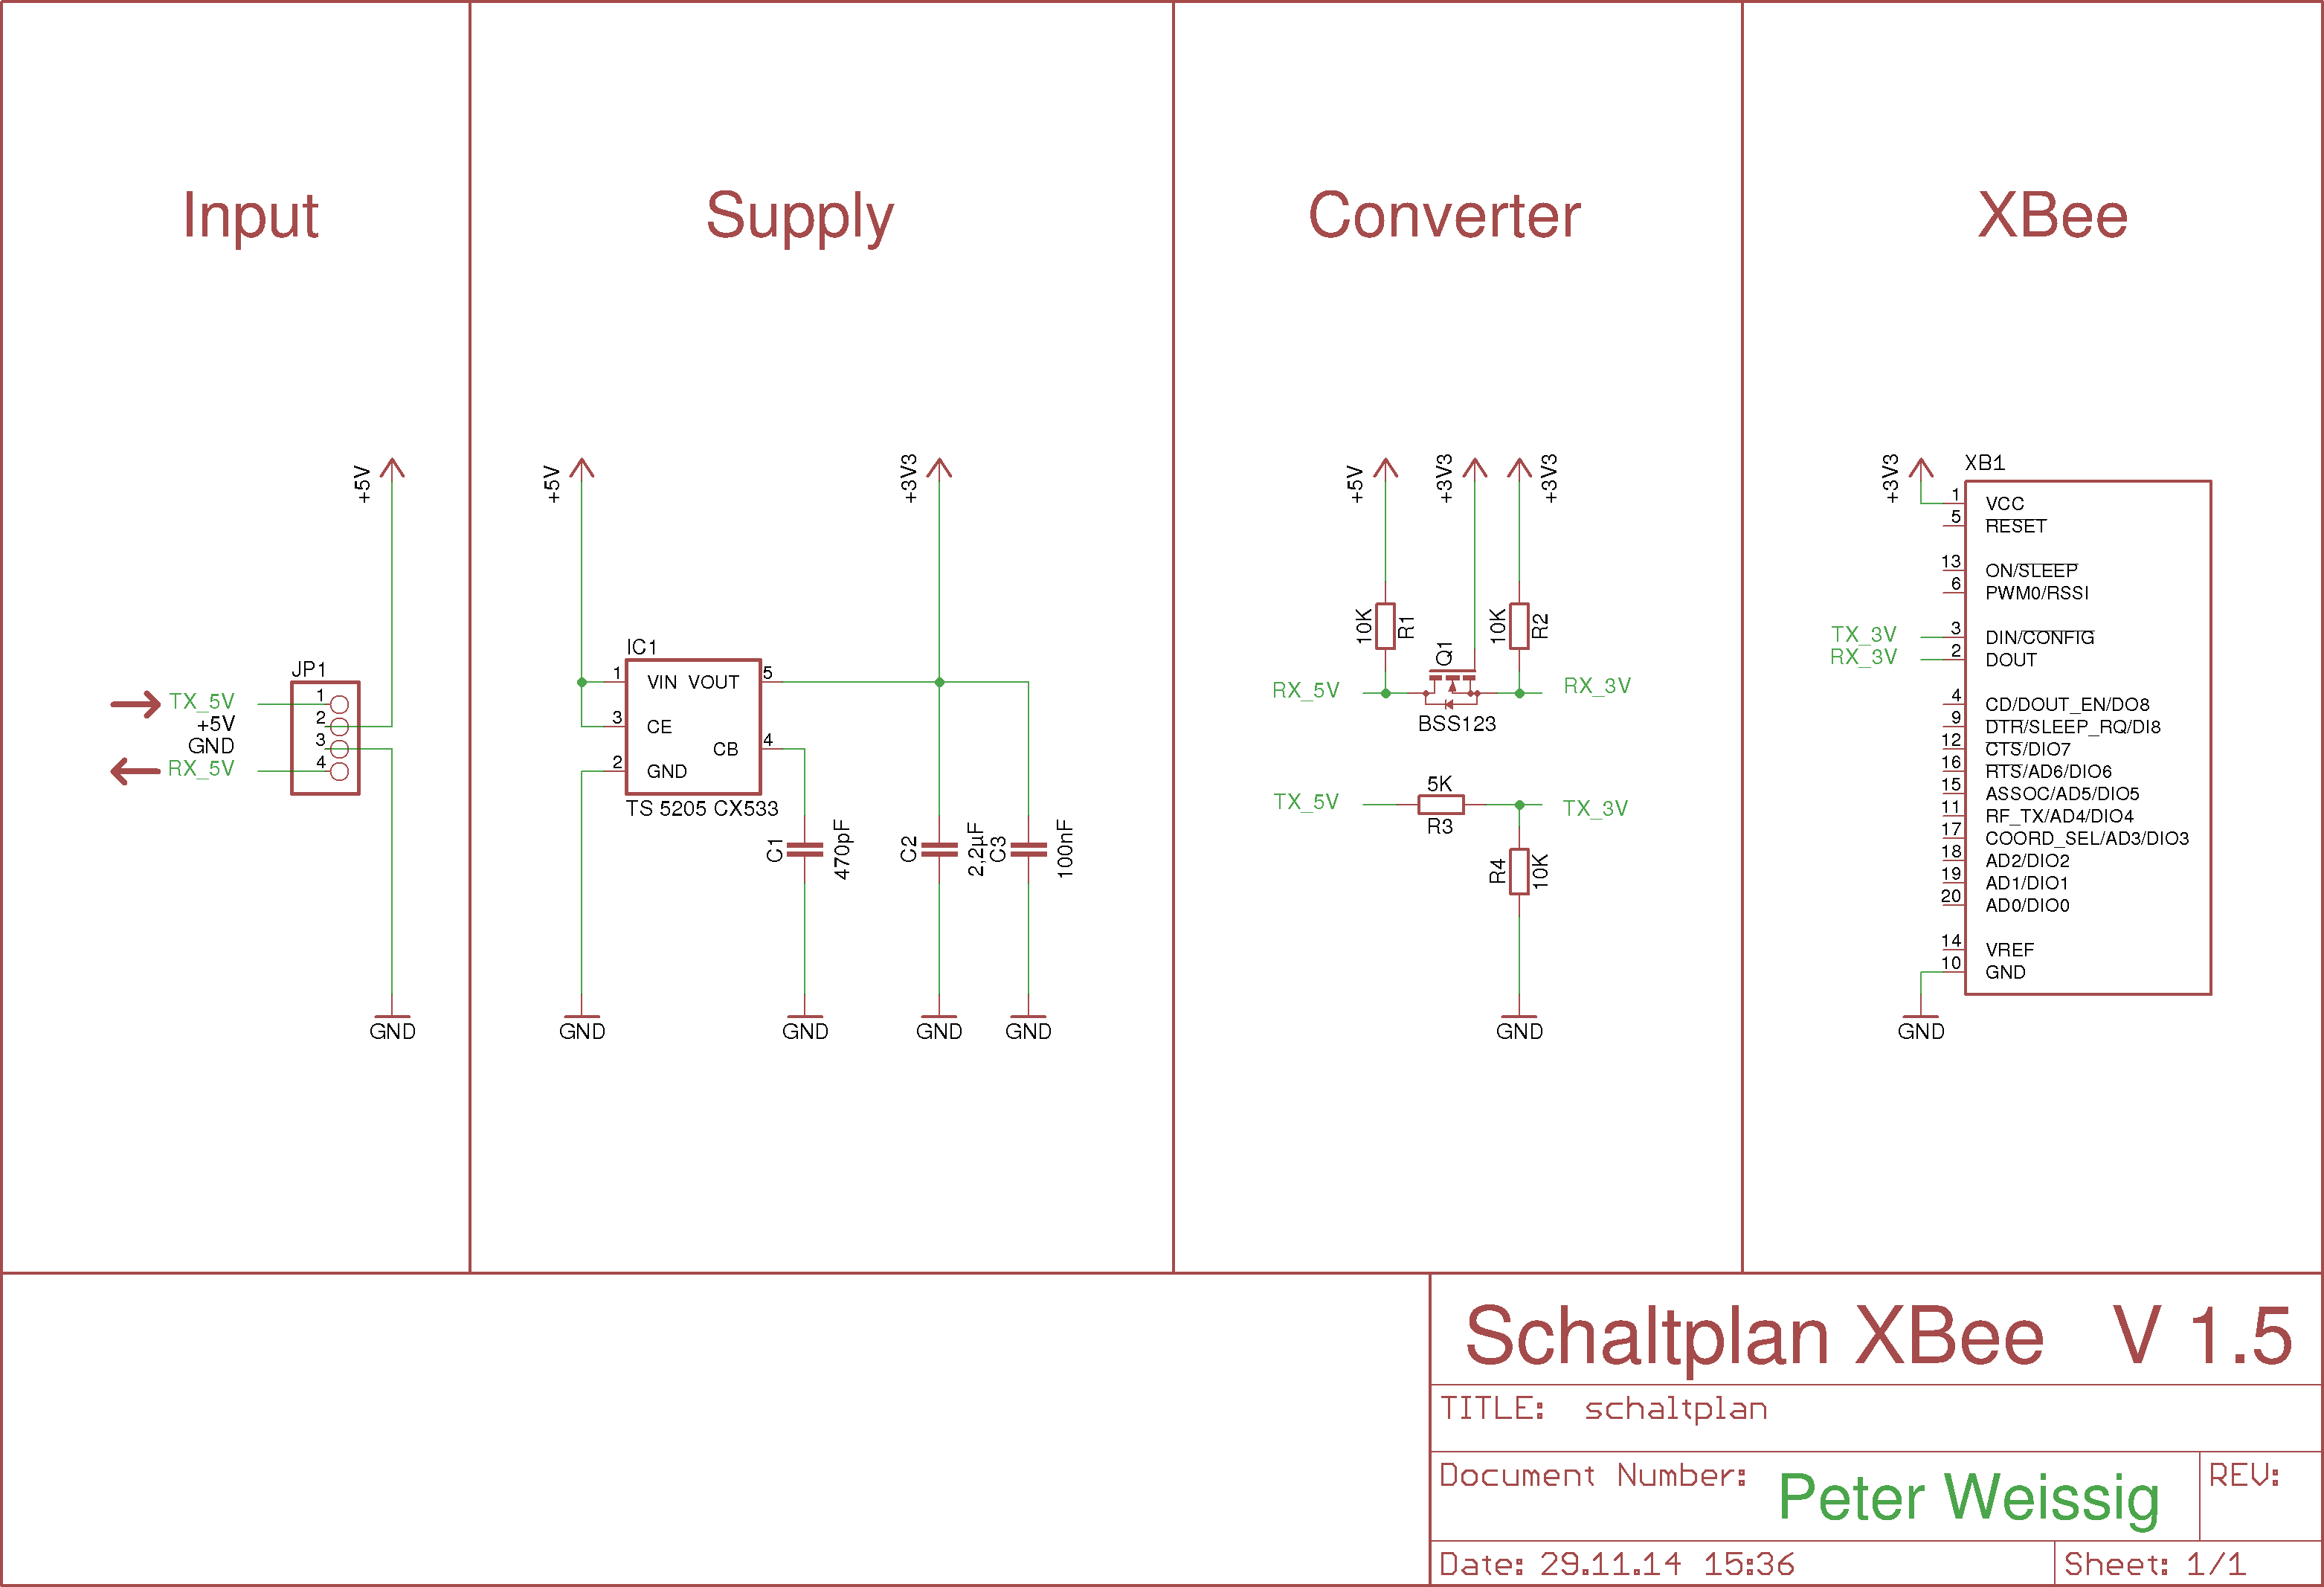 Input
Supply
Converter
XBee
+5V
JP1
TX_5V
+5V
GND
RX_5V
1
2
3
4
GND
+5V
+3V3
IC1
1
3
2
5
4
VIN VOUT
CE
CB
GND
TS 5205 CX533
C1
470pF
C2
2,2µF
C3
100nF
GND
GND
GND
GND
+5V
+3V3
+3V3
10K
R1
10K
R2
Q1
RX_5V
RX_3V
BSS123
5K
TX_5V
TX_3V
R3
R4
10K
GND
+3V3
XB1
1 VCC
5 RESET
13 ON/SLEEP
6 PWM0/RSSI
TX_3V 3 DIN/CONFIG
RX_3V 2 DOUT
4 CD/DOUT_EN/DO8
9 DTR/SLEEP_RQ/DI8
12 CTS/DIO7
16 RTS/AD6/DIO6
15 ASSOC/AD5/DIO5
11 RF_TX/AD4/DIO4
17 COORD_SEL/AD3/DIO3
18 AD2/DIO2
19 AD1/DIO1
20 AD0/DIO0
14 VREF
10 GND
GND
Schaltplan XBee V 1.5
TITLE: schaltplan
Document Number: Peter Weissig
REV:
Date: 29.11.14 15:36
Sheet: 1/1